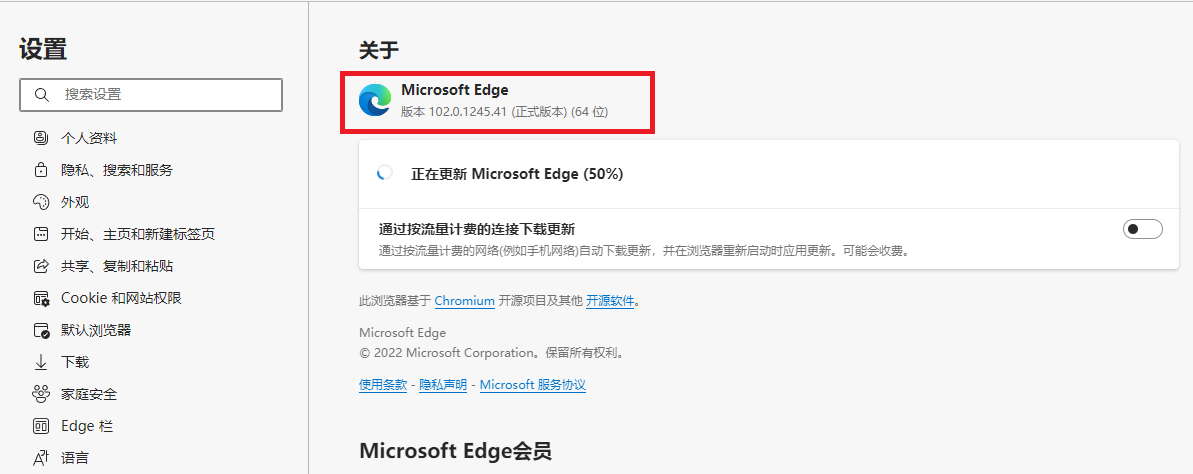 设置
搜索设置
个人资料
隐私、搜索和服务
外观
开始、主页和新建标签页
共享、复制和粘贴
Cookie 和网站权限
默认浏览器
下载
家庭安全
Edge 栏
语言
关于
Microsoft Edge
版本 102.0.1245.41 (正式版本) (64 位)
正在更新 Microsoft Edge (50%)
通过按流量计费的连接下载更新
通过按流量计费的网络(例如手机网络)自动下载更新，并在浏览器重新启动时应用更新。可能会收费。
此浏览器基于 Chromium 开源项目及其他 开源软件。
Microsoft Edge
© 2022 Microsoft Corporation。保留所有权利。
使用条款 - 隐私声明 - Microsoft 服务协议
Microsoft Edge会员